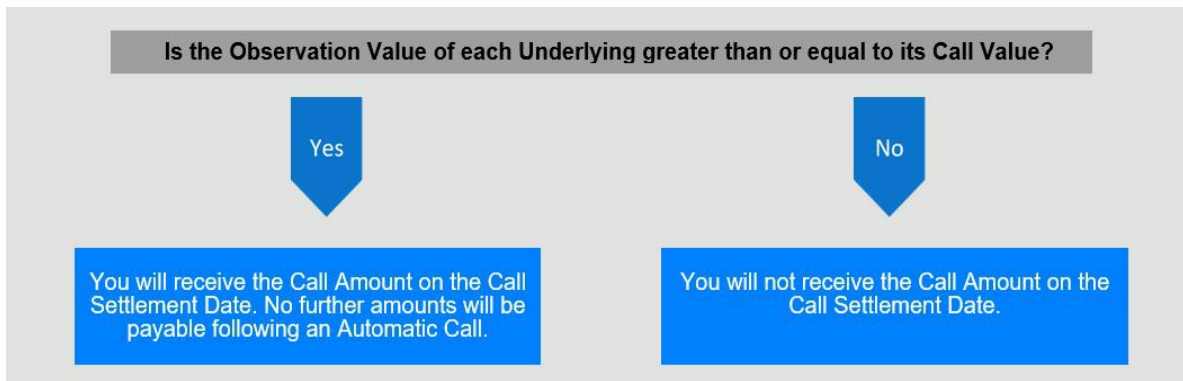 Is the Observation Value of each Underlying greater than or equal to its Call Value?
Yes
No
You will receive the Call Amount on the Call
Settlement Date. No further amounts will be
payable following an Automatic Call.
You will not receive the Call Amount on the
Call Settlement Date.